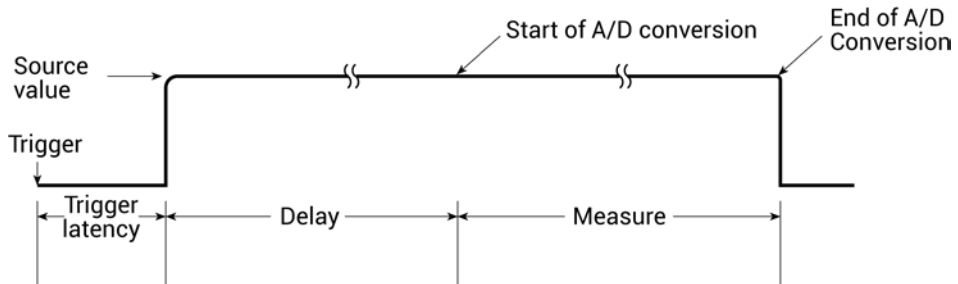 Start of A/D conversion
End of A/D
Conversion
Source
value
Trigger
Trigger
latency
Delay
Measure